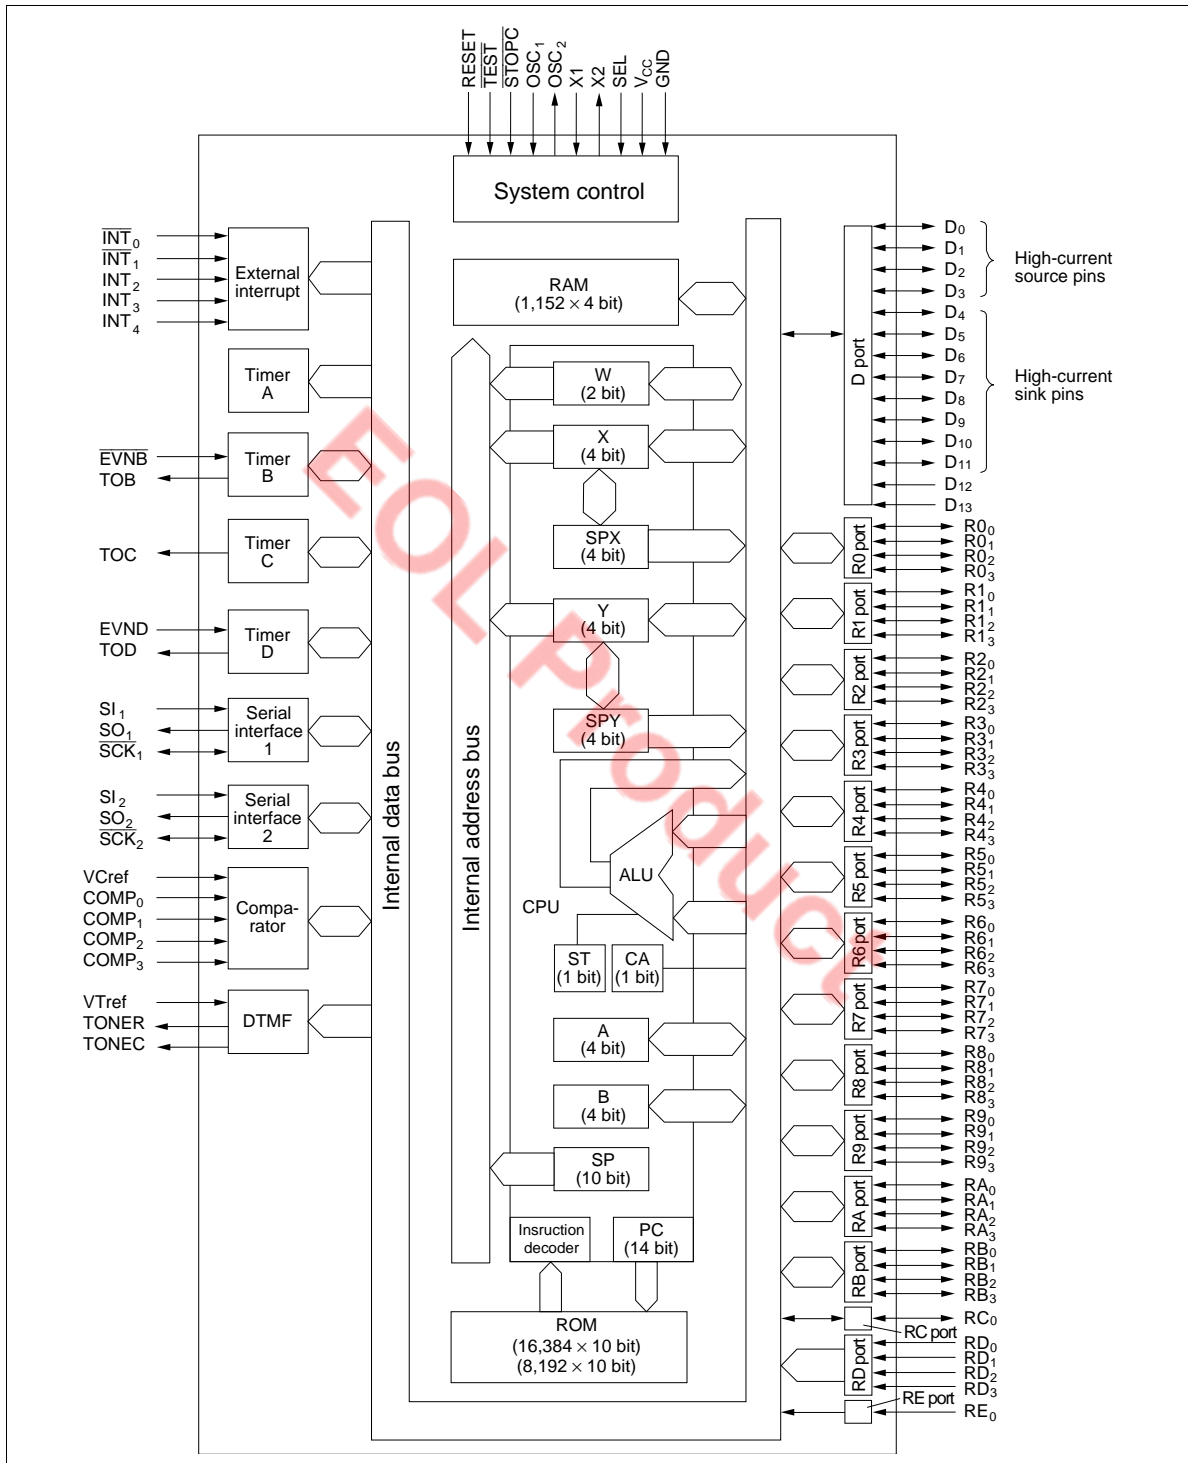 RESET
TEST
STOPC
OSC1
OSC2
X1
X2
SEL
VCC
GND
System control
INT0
INT1
INT2
INT3
INT4
External
interrupt
Timer
A
EVNB
TOB
Timer
B
TOC
Timer
C
EVND
TOD
Timer
D
SI1
SO1
SCK1
Serial
interface
1
SI2
SO2
SCK2
Serial
interface
2
VCref
COMP0
COMP1
COMP2
COMP3
Compa-
rator
VTref
TONER
TONEC
DTMF
Internal data bus
Internal address bus
RAM
(1,152 × 4 bit)
W
(2 bit)
X
(4 bit)
SPX
(4 bit)
Y
(4 bit)
SPY
(4 bit)
ALU
CPU
ST
(1 bit)
CA
(1 bit)
A
(4 bit)
B
(4 bit)
SP
(10 bit)
Insruction
decoder
PC
(14 bit)
ROM
(16,384 × 10 bit)
(8,192 × 10 bit)
D port
D0
D1
D2
D3
D4
D5
D6
D7
D8
D9
D10
D11
D12
D13
High-current
source pins
High-current
sink pins
R0 port
R00
R01
R02
R03
R1 port
R10
R11
R12
R13
R2 port
R20
R21
R22
R23
R3 port
R30
R31
R32
R33
R4 port
R40
R41
R42
R43
R5 port
R50
R51
R52
R53
R6 port
R60
R61
R62
R63
R7 port
R70
R71
R72
R73
R8 port
R80
R81
R82
R83
R9 port
R90
R91
R92
R93
RA port
RA0
RA1
RA2
RA3
RB port
RB0
RB1
RB2
RB3
RC0
RC port
RD port
RD0
RD1
RD2
RD3
RE port
RE0
EOL Product